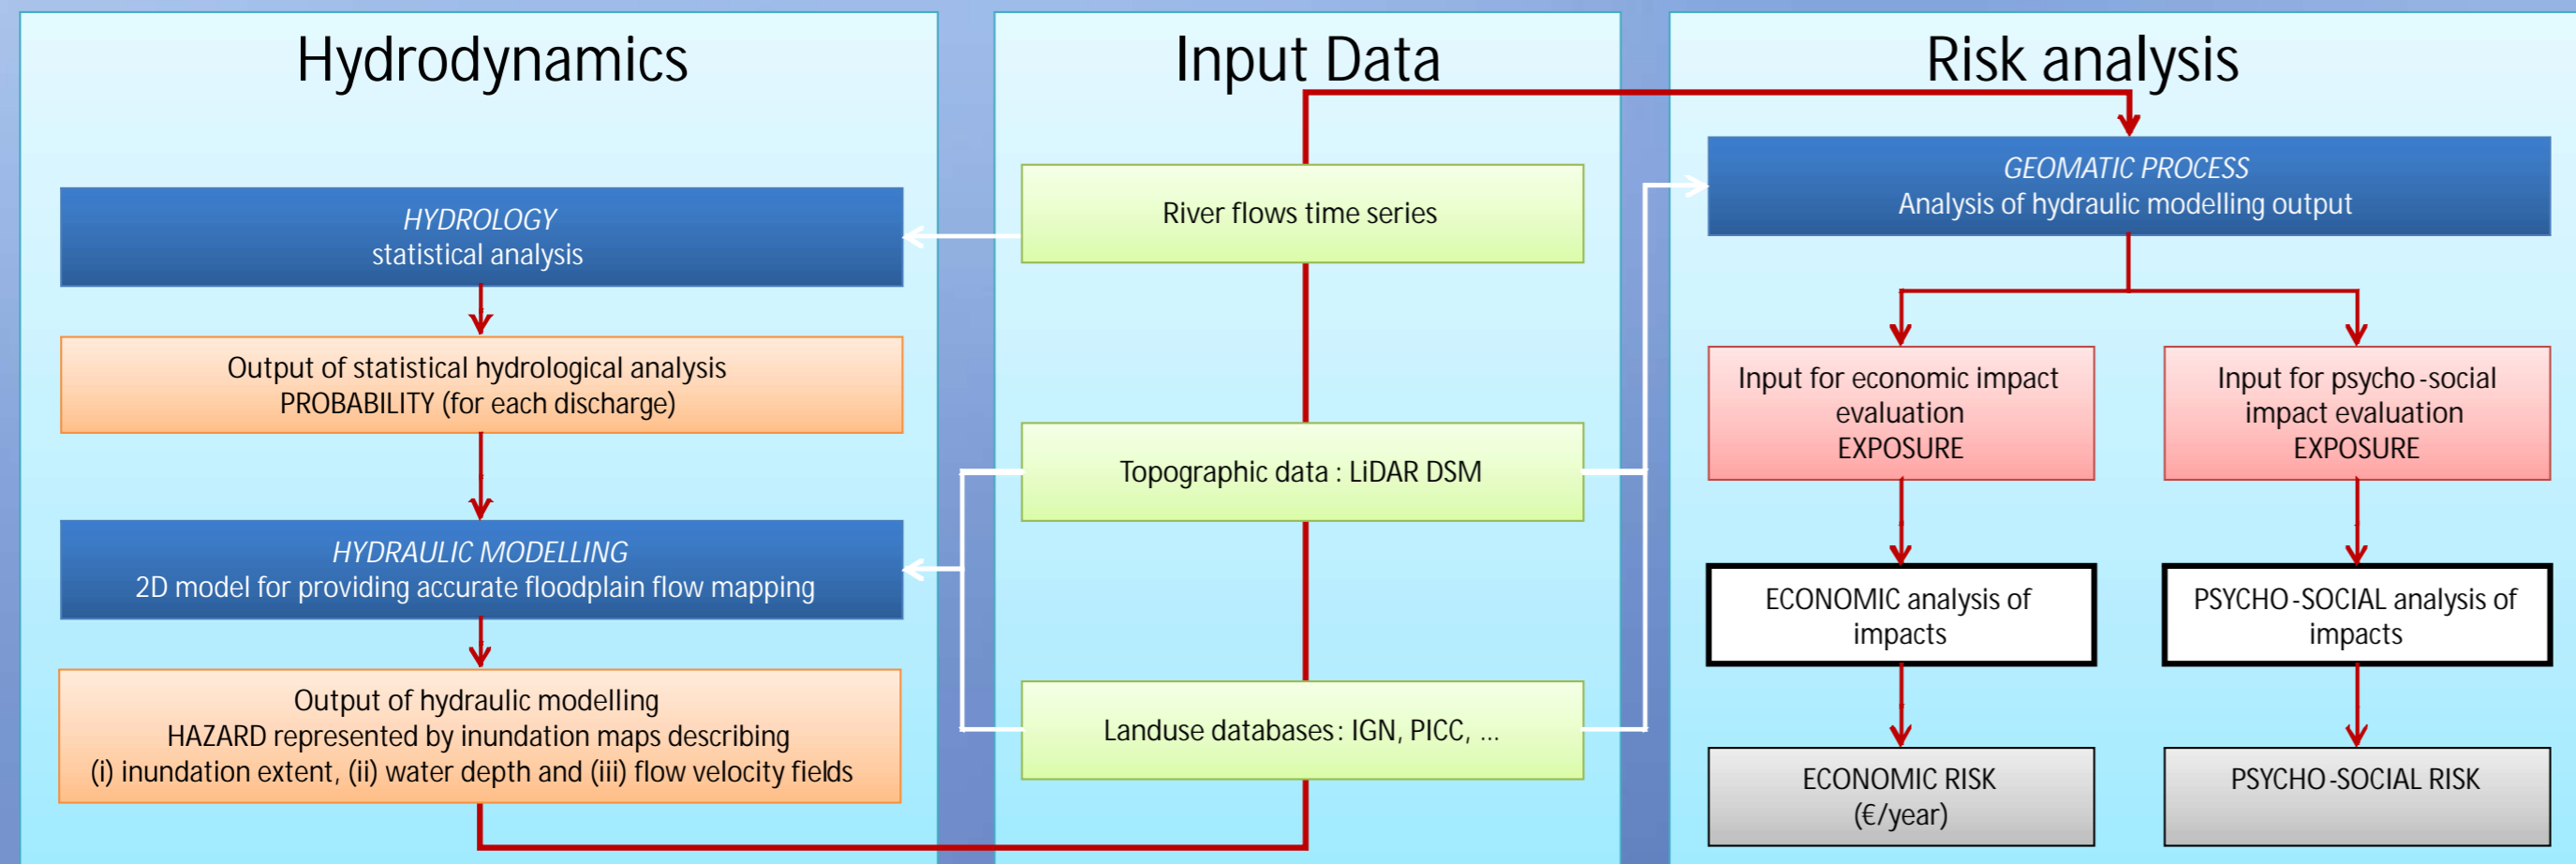 Hydrodynamics
HYDROLOGY
statistical analysis
Output of statistical hydrological analysis
PROBABILITY (for each discharge)
HYDRAULIC MODELLING
2D model for providing accurate floodplain flow mapping
Output of hydraulic modelling
HAZARD represented by inundation maps describing
(i) inundation extent, (ii) water depth and (iii) flow velocity fields
Input Data
River flows time series
Topographic data : LiDAR DSM
Landuse databases : IGN, PICC, ...
Risk analysis
GEOMATIC PROCESS
Analysis of hydraulic modelling output
Input for economic impact
evaluation
EXPOSURE
Input for psycho-social
impact evaluation
EXPOSURE
ECONOMIC analysis of
impacts
PSYCHO-SOCIAL analysis of
impacts
ECONOMIC RISK
(€/year)
PSYCHO-SOCIAL RISK